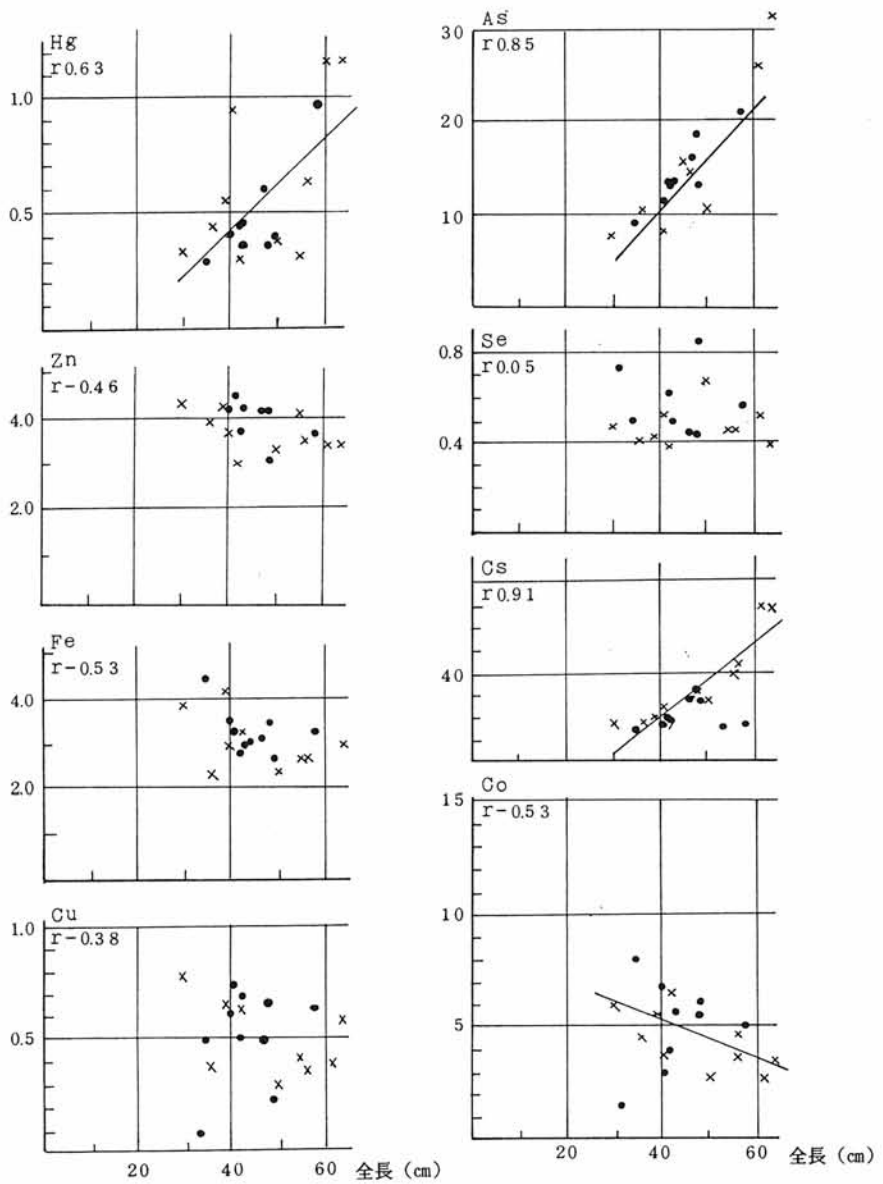 Hg
r0.63
1.0
0.5
Zn
r-0.46
4.0
2.0
Fe
r-0.53
4.0
2.0
Cu
r-0.38
1.0
0.5
20 40 60 全長 (cm)
As
r0.85
30
20
10
Se
r0.05
0.8
0.4
Cs
r0.91
40
Co
r-0.53
15
10
5
20 40 60 全長 (cm)